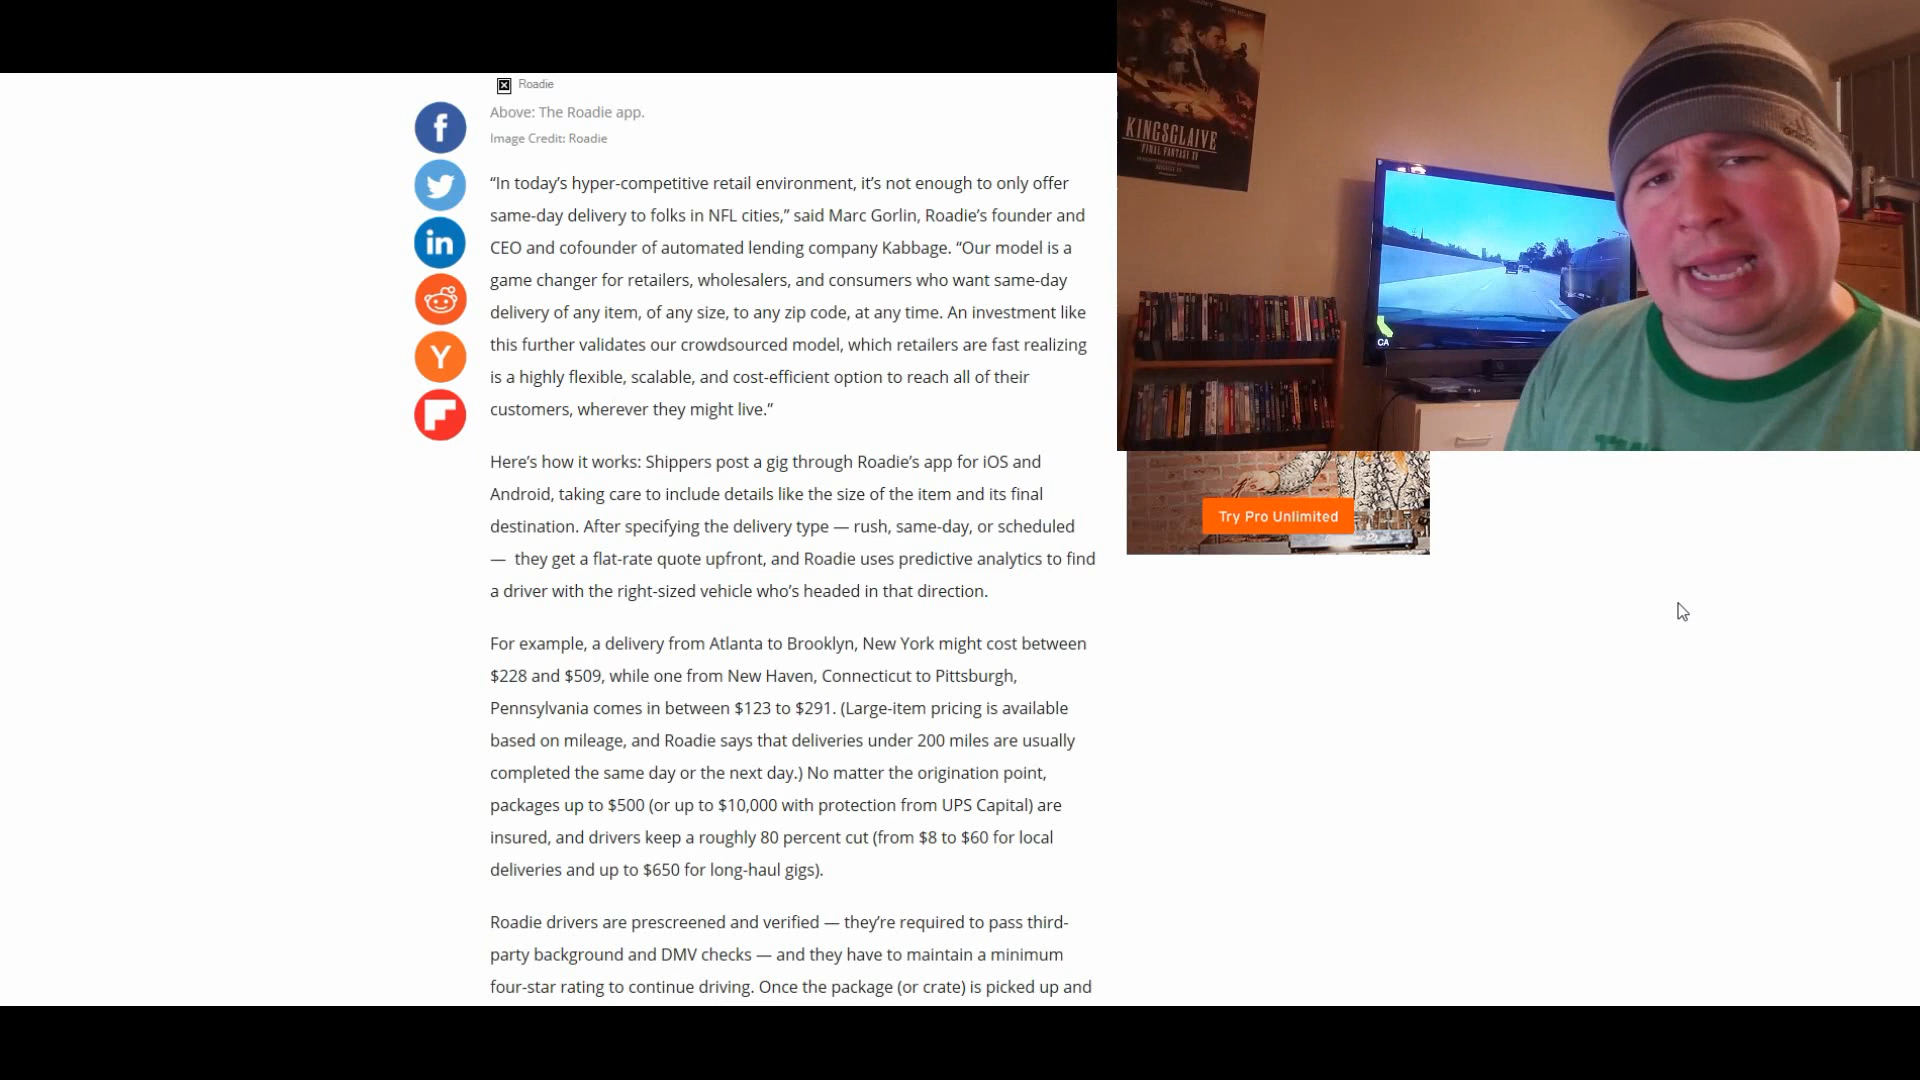 Roadie
Above: The Roadie app.
Image Credit: Roadie
“In today’s hyper-competitive retail environment, it’s not enough to only offer
same-day delivery to folks in NFL cities,” said Marc Gorlin, Roadie’s founder and
CEO and cofounder of automated lending company Kabbage. “Our model is a
game changer for retailers, wholesalers, and consumers who want same-day
delivery of any item, of any size, to any zip code, at any time. An investment like
this further validates our crowdsourced model, which retailers are fast realizing
is a highly flexible, scalable, and cost-efficient option to reach all of their
customers, wherever they might live.”
Here’s how it works: Shippers post a gig through Roadie’s app for iOS and
Android, taking care to include details like the size of the item and its final
destination. After specifying the delivery type — rush, same-day, or scheduled
—  they get a flat-rate quote upfront, and Roadie uses predictive analytics to find
a driver with the right-sized vehicle who’s headed in that direction.
For example, a delivery from Atlanta to Brooklyn, New York might cost between
$228 and $509, while one from New Haven, Connecticut to Pittsburgh,
Pennsylvania comes in between $123 to $291. (Large-item pricing is available
based on mileage, and Roadie says that deliveries under 200 miles are usually
completed the same day or the next day.) No matter the origination point,
packages up to $500 (or up to $10,000 with protection from UPS Capital) are
insured, and drivers keep a roughly 80 percent cut (from $8 to $60 for local
deliveries and up to $650 for long-haul gigs).
Roadie drivers are prescreened and verified — they’re required to pass third-
party background and DMV checks — and they have to maintain a minimum
four-star rating to continue driving. Once the package (or crate) is picked up and
KINGSGLAIVE
FINAL FANTASY XV
CA
Try Pro Unlimited